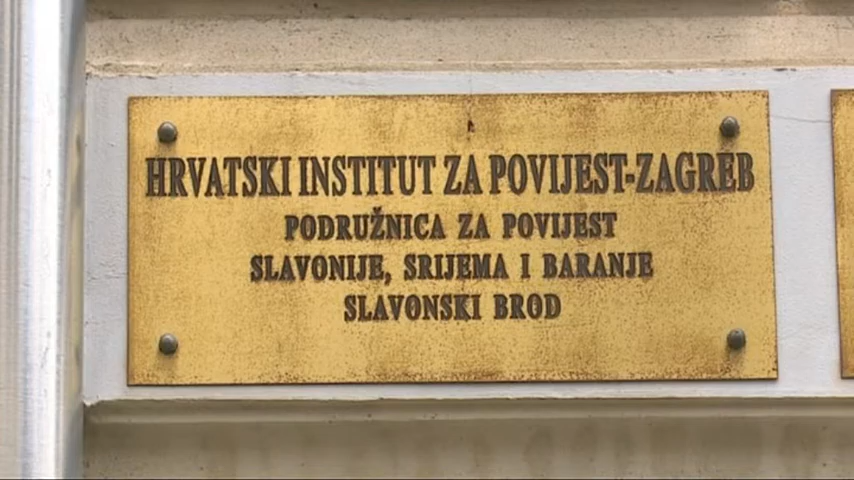 HRVATSKI INSTITUT ZA POVIJEST-ZAGREB
PODRUŽNICA ZA POVIJEST
SLAVONIJE, SRIJEMA I BARANJE
SLAVONSKI BROD